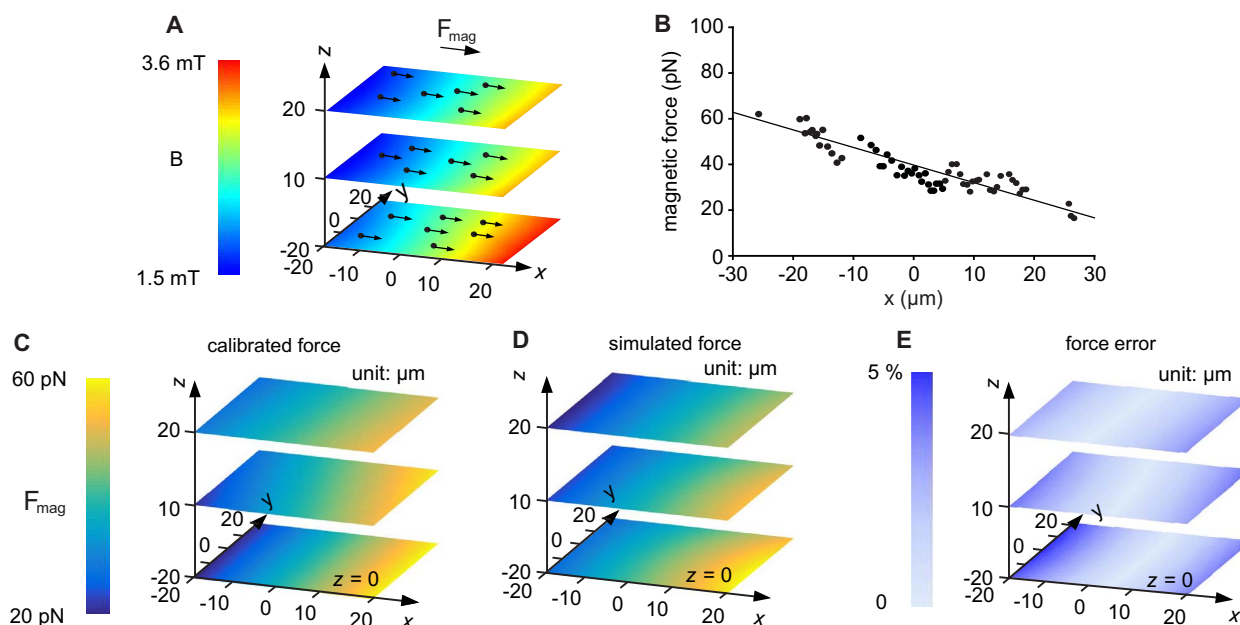 A
F_mag
3.6 mT
B
1.5 mT
z
20
10
-20
-20
0
20
y
-10
0
10
20
x
B
magnetic force (pN)
100
80
60
40
20
0
-30
-20
-10
0
10
20
30
x (µm)
C
calibrated force
60 pN
F_mag
20 pN
unit: µm
z
20
10
-20
-20
0
20
y
z = 0
-10
0
10
20
x
D
simulated force
unit: µm
z
20
10
-20
-20
0
20
y
z = 0
-10
0
10
20
x
E
force error
5 %
0
unit: µm
z
20
10
-20
-20
0
20
y
z = 0
-10
0
10
20
x